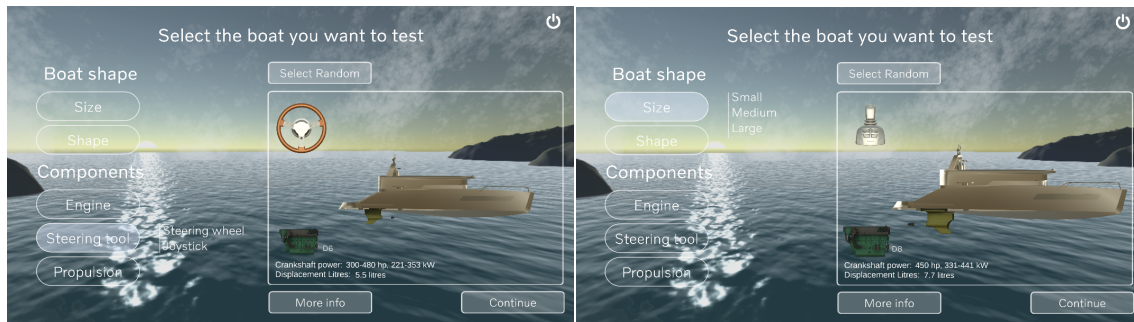 Select the boat you want to test
Boat shape
Select Random
Size
Shape
Components
Engine
Steering tool
Steering wheel
Joystick
Propulsion
D6
Crankshaft power: 300-480 hp, 221-353 kW
Displacement Litres: 5.5 litres
More info
Continue
Select the boat you want to test
Boat shape
Select Random
Size
Small
Medium
Large
Shape
Components
Engine
Steering tool
Propulsion
D8
Crankshaft power: 450 hp, 331-441 kW
Displacement Litres: 7.7 litres
More info
Continue